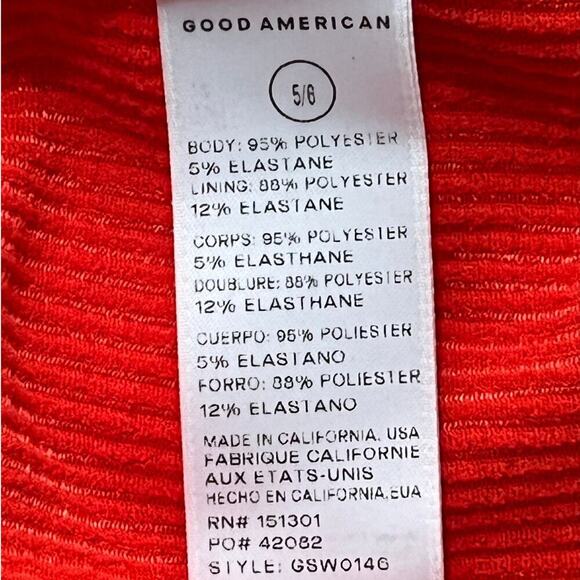 GOOD AMERICAN
5/6
BODY: 95% POLYESTER
5% ELASTANE
LINING: 88% POLYESTER
12% ELASTANE
CORPS: 95% POLYESTER
5% ELASTHANE
DOUBLURE: 88% POLYESTER
12% ELASTHANE
CUERPO: 95% POLIESTER
5% ELASTANO
FORRO: 88% POLIESTER
12% ELASTANO
MADE IN CALIFORNIA, USA
FABRIQUE CALIFORNIE
AUX ETATS-UNIS
HECHO EN CALIFORNIA,EUA
RN# 151301
PO# 42082
STYLE: GSW0146